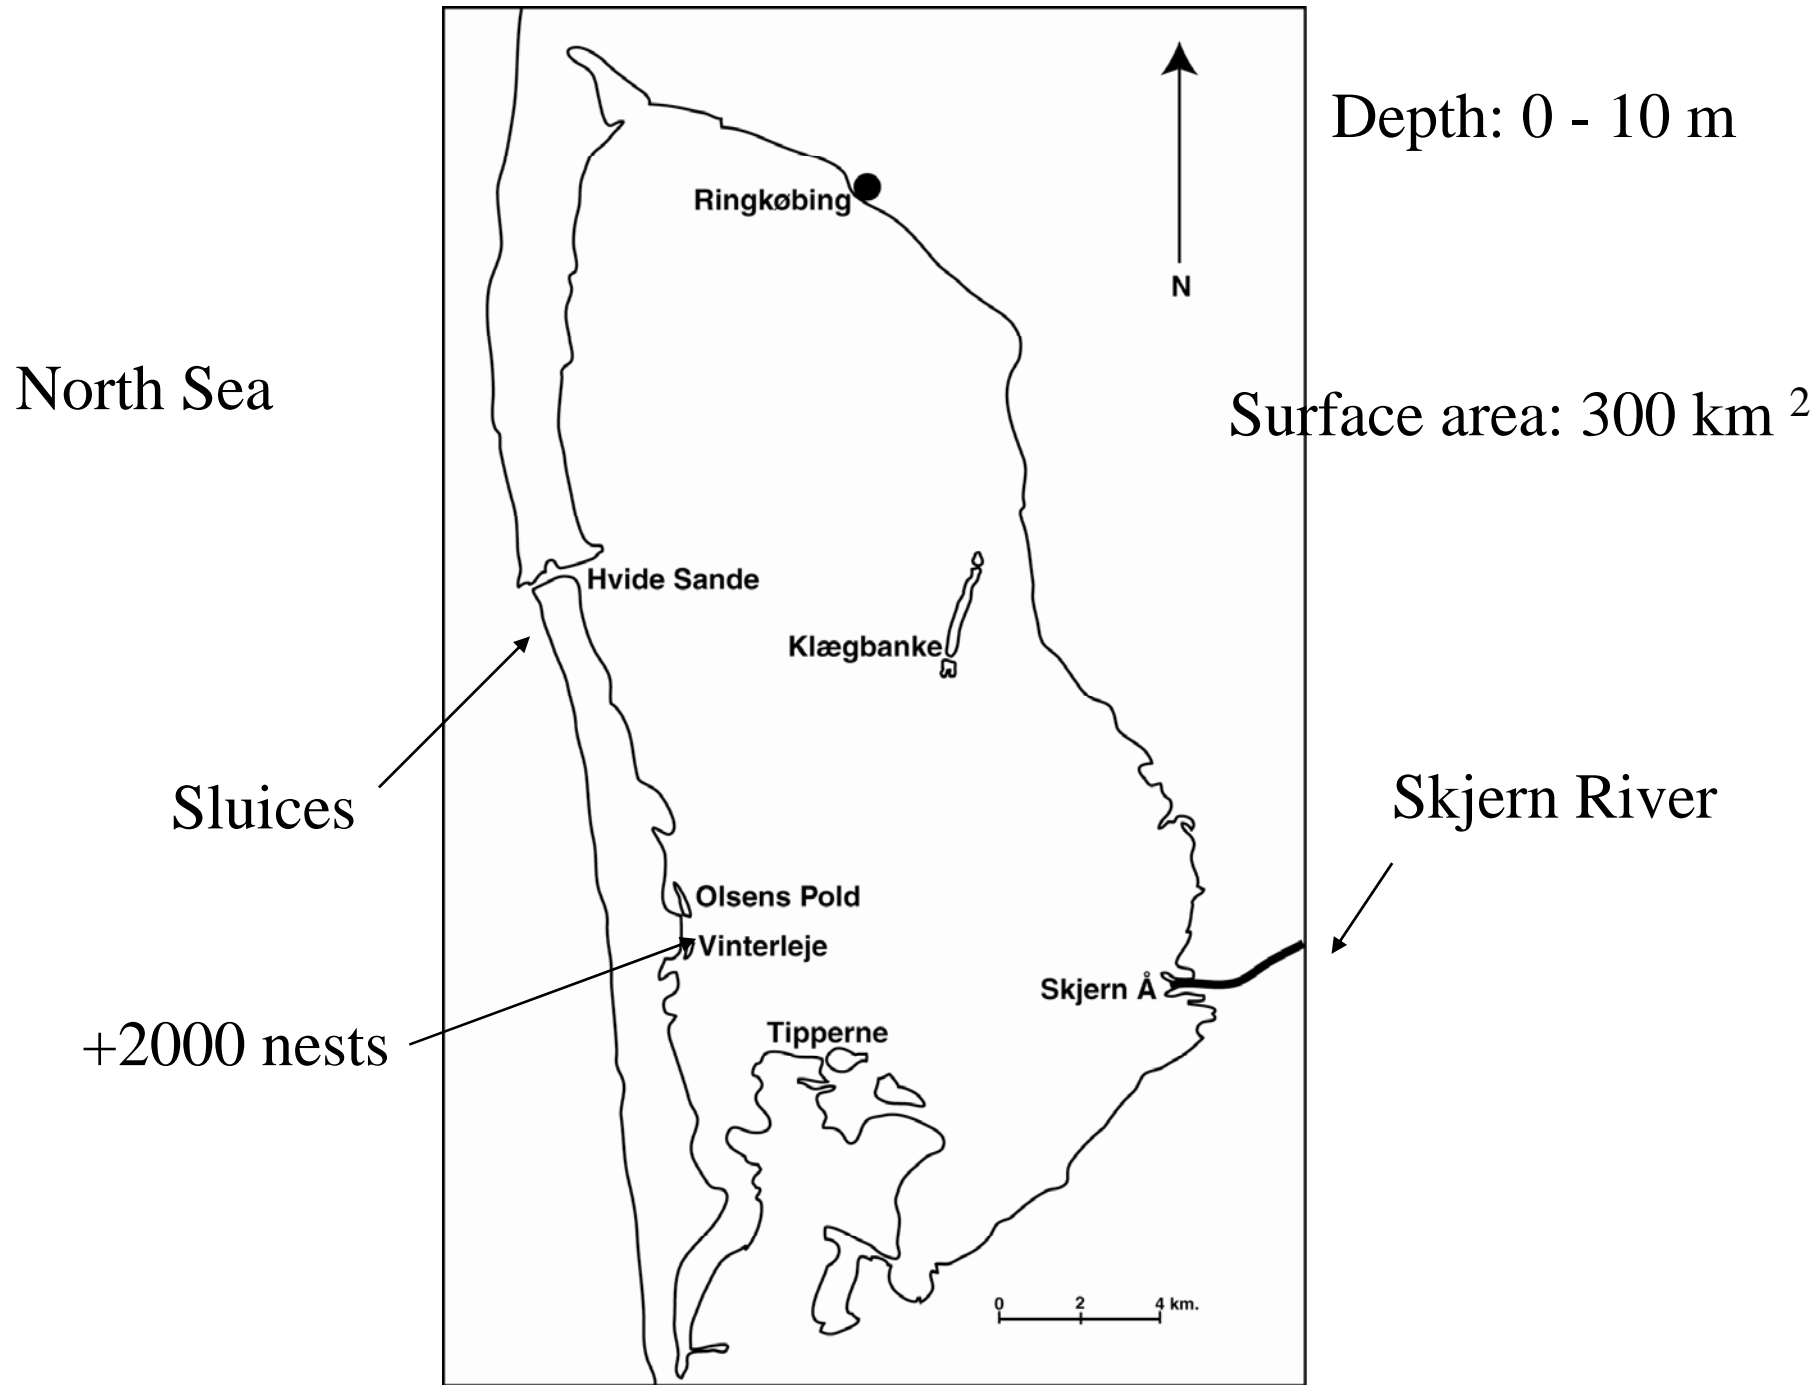 Depth: 0 - 10 m
Ringkøbing
N
North Sea
Surface area: 300 km 2
Hvide Sande
Klægbanke
Sluices
Skjern River
Olsens Pold
Vinterleje
Skjern Å
Tipperne
+2000 nests
0 2 4 km.